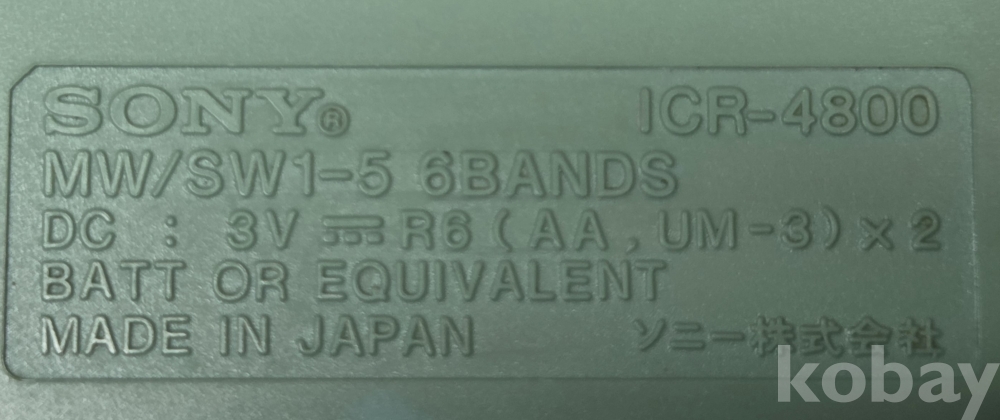 SONY® ICR-4800
MW/SW1-5 6BANDS
DC : 3V ⎓ R6 (AA, UM-3) x 2
BATT OR EQUIVALENT
MADE IN JAPAN ソニー株式会社
kobay